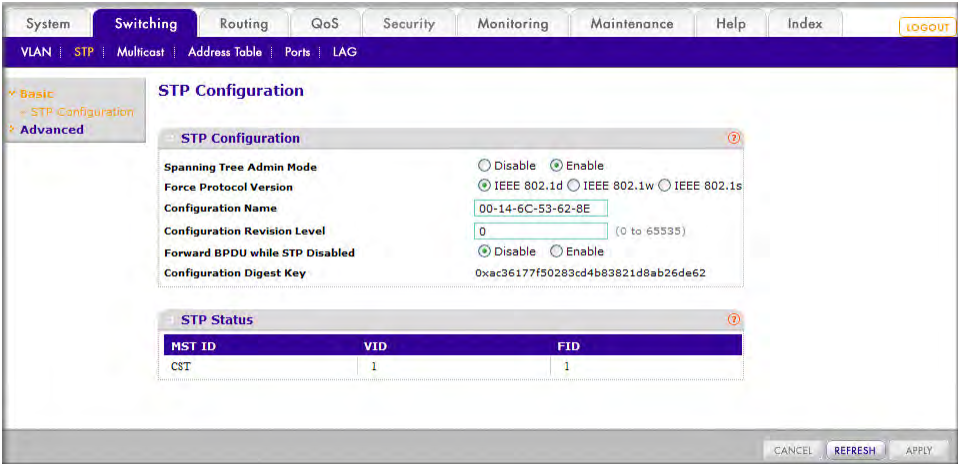 System Switching Routing QoS Security Monitoring Maintenance Help Index LOGOUT
VLAN STP Multicast Address Table Ports LAG
Basic
STP Configuration
Advanced
STP Configuration
STP Configuration ?
Spanning Tree Admin Mode Disable Enable
Force Protocol Version IEEE 802.1d IEEE 802.1w IEEE 802.1s
Configuration Name 00-14-6C-53-62-8E
Configuration Revision Level 0 (0 to 65535)
Forward BPDU while STP Disabled Disable Enable
Configuration Digest Key 0xac36177f50283cd4b83821d8ab26de62
STP Status ?
MST ID VID FID
CST 1 1
CANCEL REFRESH APPLY